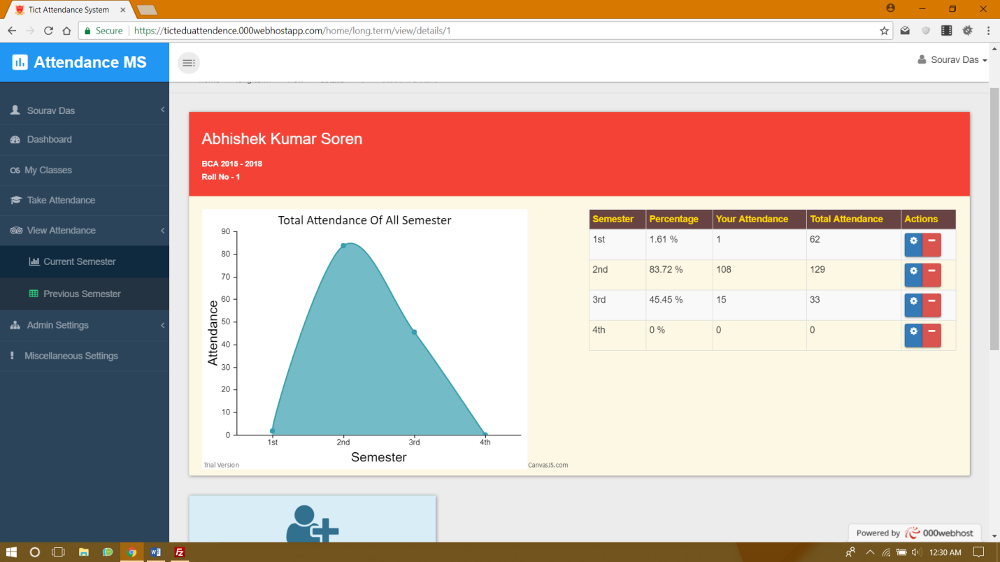 Tict Attendance System
Secure https://ticteduattendence.000webhostapp.com/home/long.term/view/details/1
Attendance MS
Sourav Das
Sourav Das
Dashboard
My Classes
Take Attendance
View Attendance
Current Semester
Previous Semester
Admin Settings
Miscellaneous Settings
Abhishek Kumar Soren
BCA 2015 - 2018
Roll No - 1
Total Attendance Of All Semester
Attendance
90
80
70
60
50
40
30
20
10
0
1st 2nd 3rd 4th
Semester
Trial Version CanvasJS.com
Semester Percentage Your Attendance Total Attendance Actions
1st 1.61 % 1 62
2nd 83.72 % 108 129
3rd 45.45 % 15 33
4th 0 % 0 0
Powered by 000webhost
12:30 AM